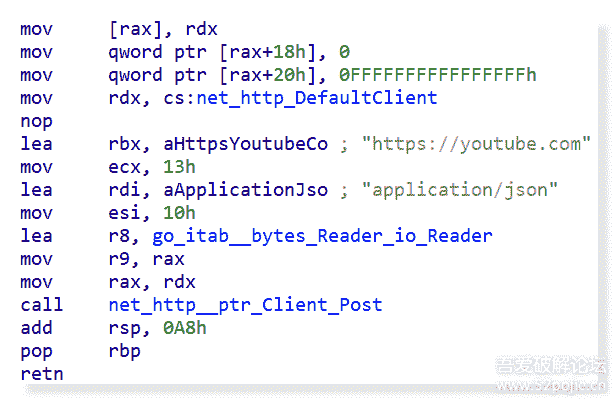 mov [rax], rdx
mov qword ptr [rax+18h], 0
mov qword ptr [rax+20h], 0FFFFFFFFFFFFFFFFh
mov rdx, cs:net_http_DefaultClient
nop
lea rbx, aHttpsYoutubeCo ; "https://youtube.com"
mov ecx, 13h
lea rdi, aApplicationJso ; "application/json"
mov esi, 10h
lea r8, go_itab__bytes_Reader_io_Reader
mov r9, rax
mov rax, rdx
call net_http__ptr_Client_Post
add rsp, 0A8h
pop rbp
retn
吾爱破解论坛
www.52pojie.cn